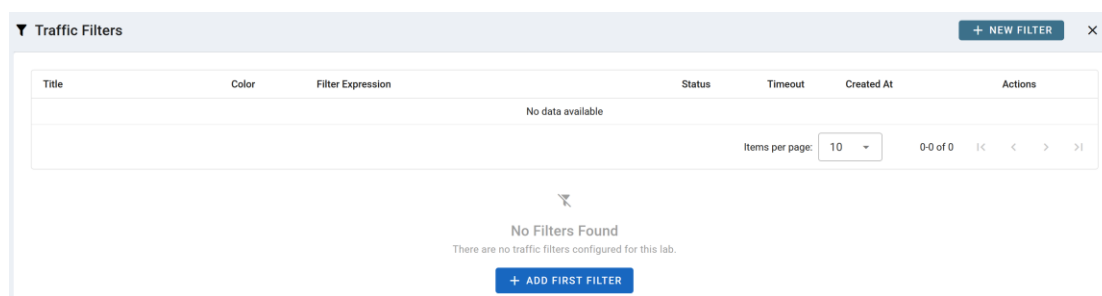 Traffic Filters
+ NEW FILTER
Title Color Filter Expression Status Timeout Created At Actions
No data available
Items per page: 10 0-0 of 0
No Filters Found
There are no traffic filters configured for this lab.
+ ADD FIRST FILTER